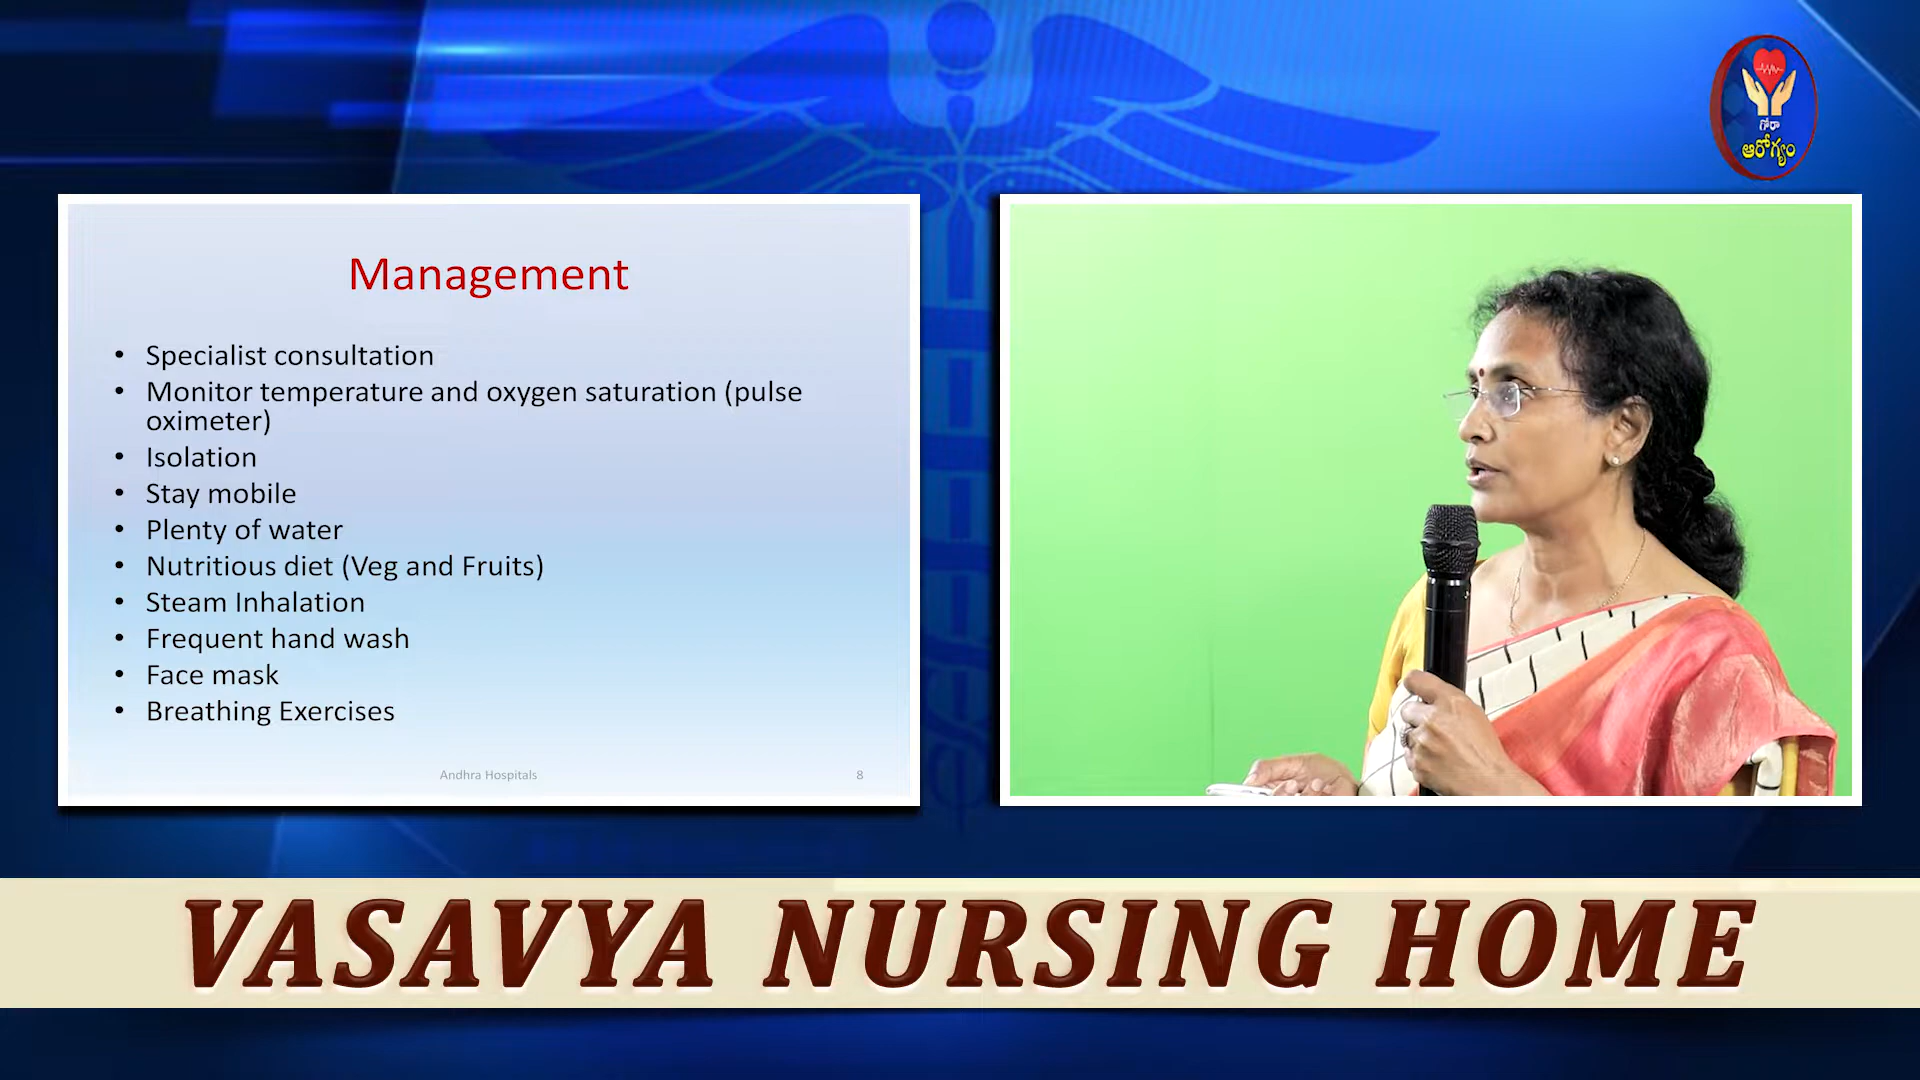 గోరా
ఆరోగ్యం
Management
• Specialist consultation
• Monitor temperature and oxygen saturation (pulse
oximeter)
• Isolation
• Stay mobile
• Plenty of water
• Nutritious diet (Veg and Fruits)
• Steam Inhalation
• Frequent hand wash
• Face mask
• Breathing Exercises
Andhra Hospitals 8
VASAVYA NURSING HOME